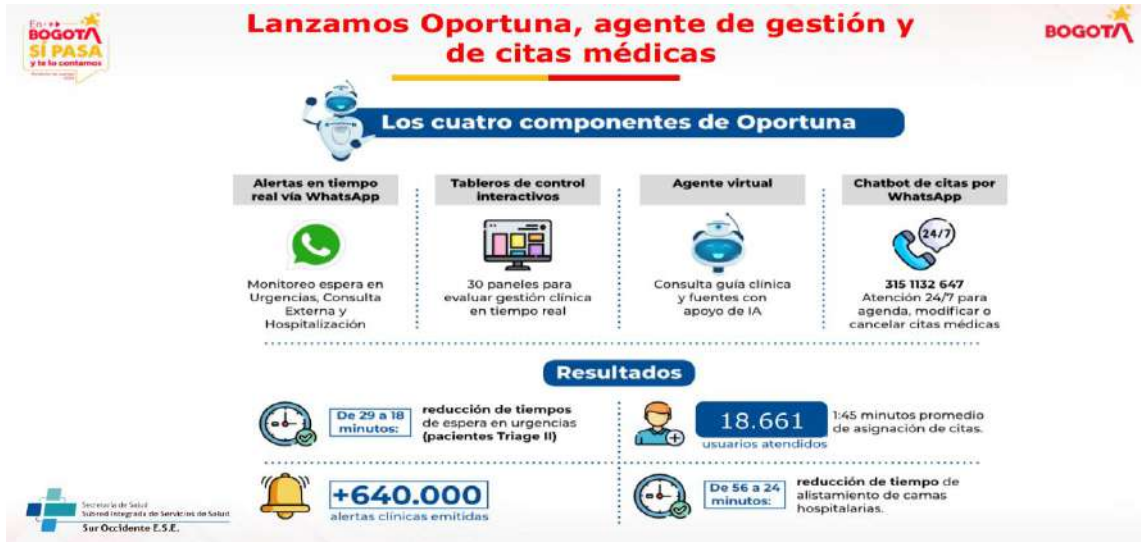 Lanzamos Oportuna, agente de gestión y
de citas médicas
En
BOGOTÁ
SÍ PASA
y te lo contamos
BOGOTÁ
Los cuatro componentes de Oportuna
Alertas en tiempo
real vía WhatsApp
Monitoreo espera en
Urgencias, Consulta
Externa y
Hospitalización
Tableros de control
interactivos
30 paneles para
evaluar gestión clínica
en tiempo real
Agente virtual
Consulta guía clínica
y fuentes con
apoyo de IA
Chatbot de citas por
WhatsApp
24/7
315 1132 647
Atención 24/7 para
agenda, modificar o
cancelar citas médicas
Resultados
De 29 a 18
minutos:
reducción de tiempos
de espera en urgencias
(pacientes Triage II)
18.661
usuarios atendidos
1:45 minutos promedio
de asignación de citas.
+640.000
alertas clínicas emitidas
De 56 a 24
minutos:
reducción de tiempo de
alistamiento de camas
hospitalarias.
Secretaría de Salud
Subred Integrada de Servicios de Salud
Sur Occidente E.S.E.